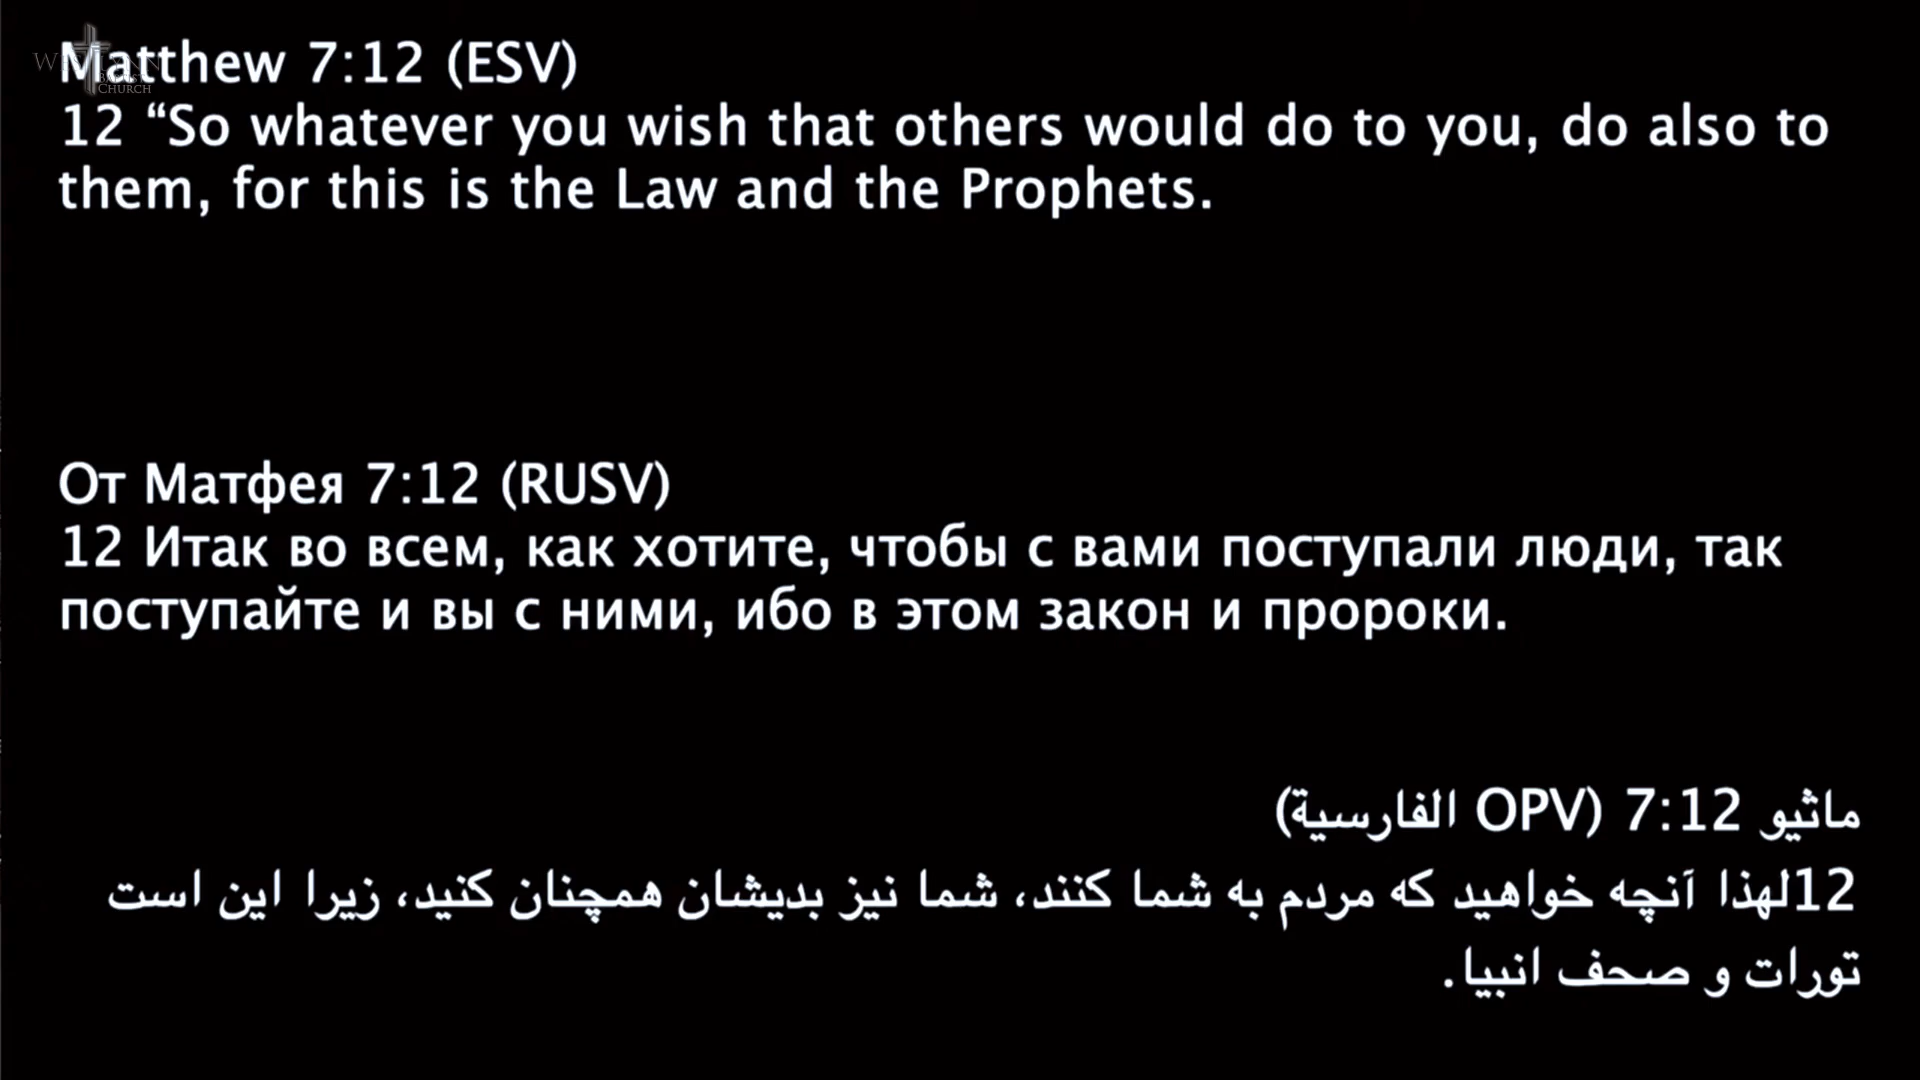 Matthew 7:12 (ESV)
12 “So whatever you wish that others would do to you, do also to
them, for this is the Law and the Prophets.
От Матфея 7:12 (RUSV)
12 Итак во всем, как хотите, чтобы с вами поступали люди, так
поступайте и вы с ними, ибо в этом закон и пророки.
ماثيو 7:12 (OPV الفارسية)
12لهذا آنچه خواهید که مردم به شما کنند، شما نیز بدیشان همچنان کنید، زیرا این است
تورات و صحف انبیا.
BAPTIST
CHURCH